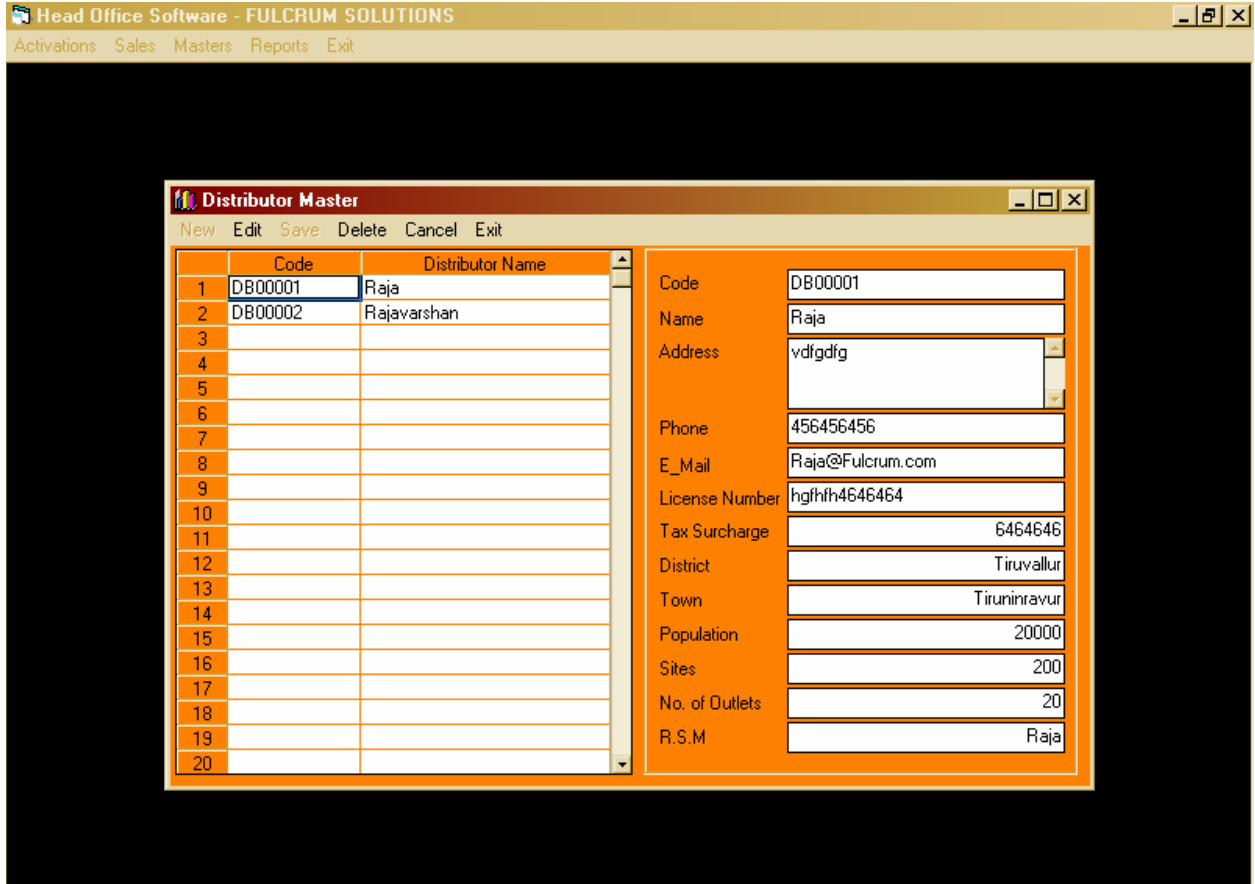 Head Office Software - FULCRUM SOLUTIONS
Activations Sales Masters Reports Exit
Distributor Master
New Edit Save Delete Cancel Exit
Code Distributor Name
1 DB00001 Raja
2 DB00002 Rajavarshan
3
4
5
6
7
8
9
10
11
12
13
14
15
16
17
18
19
20
Code DB00001
Name Raja
Address vdfgdfg
Phone 456456456
E_Mail Raja@Fulcrum.com
License Number hgfhfh4646464
Tax Surcharge 6464646
District Tiruvallur
Town Tiruninravur
Population 20000
Sites 200
No. of Outlets 20
R.S.M Raja